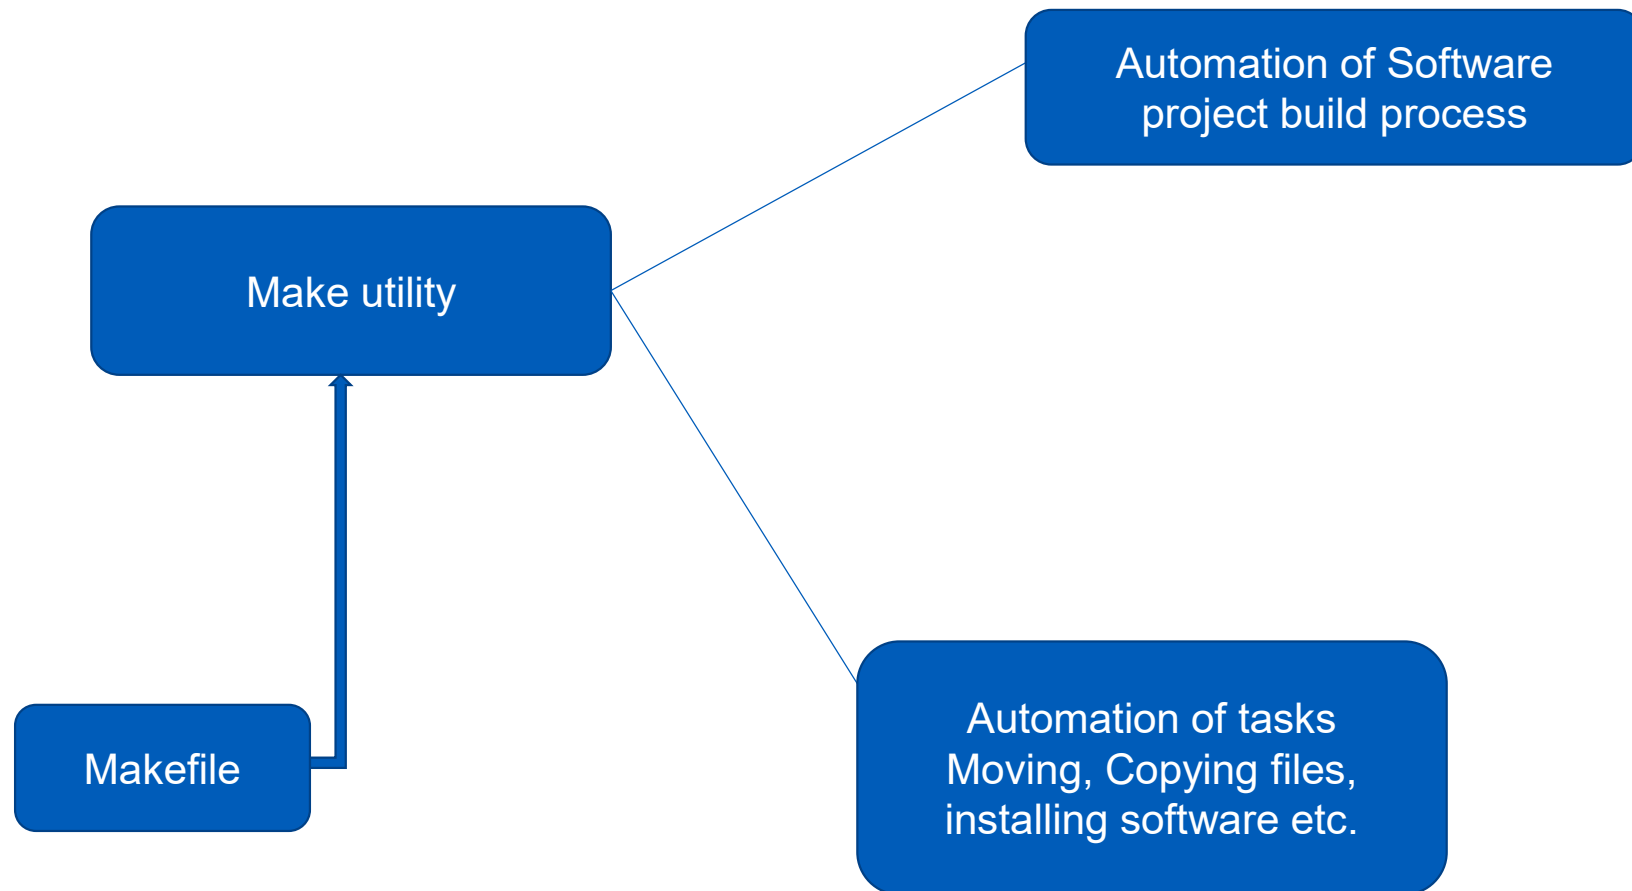 Automation of Software
project build process
Make utility
Makefile
Automation of tasks
Moving, Copying files,
installing software etc.